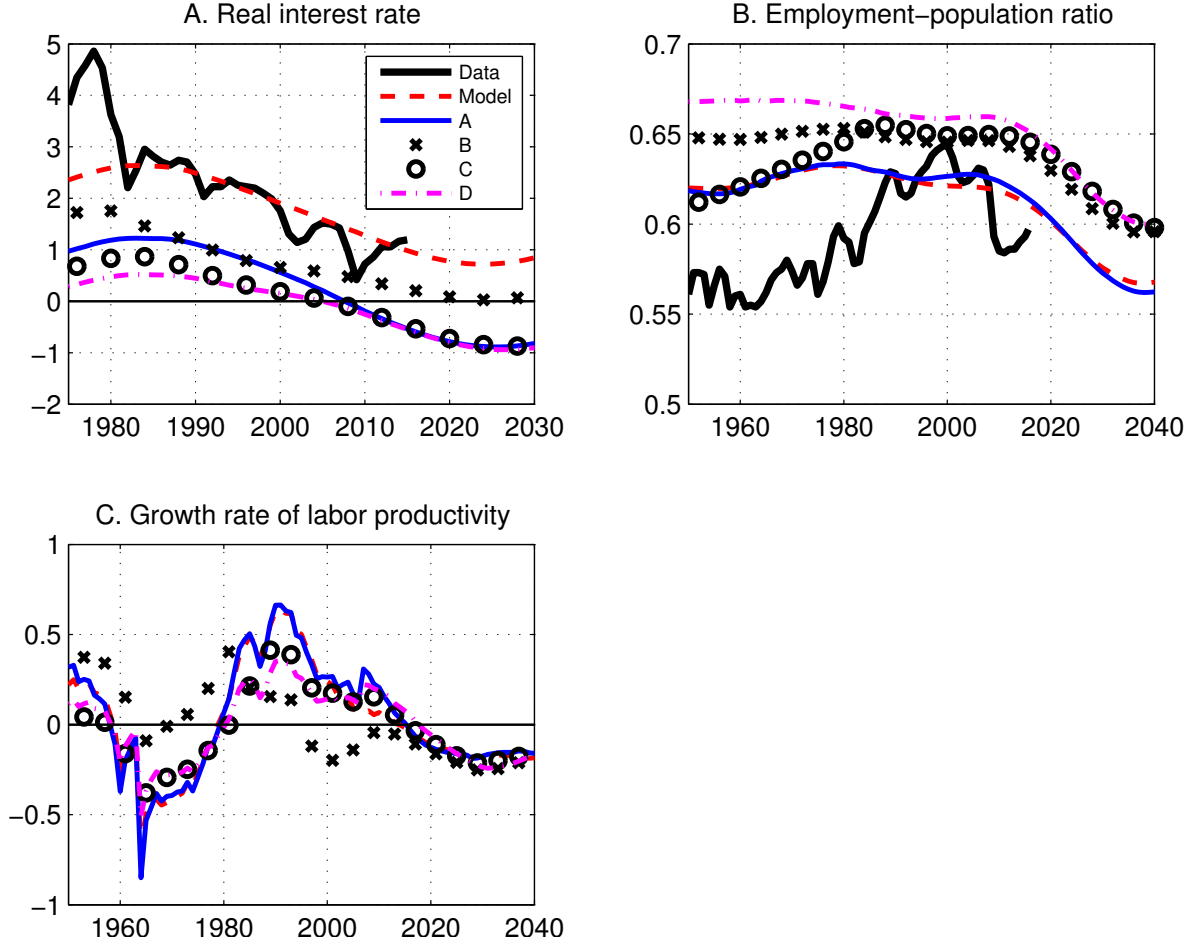 A. Real interest rate
5
4
3
2
1
0
−1
−2
1980 1990 2000 2010 2020 2030
Data
Model
A
B
C
D
B. Employment−population ratio
0.7
0.65
0.6
0.55
0.5
1960 1980 2000 2020 2040
C. Growth rate of labor productivity
1
0.5
0
−0.5
−1
1960 1980 2000 2020 2040